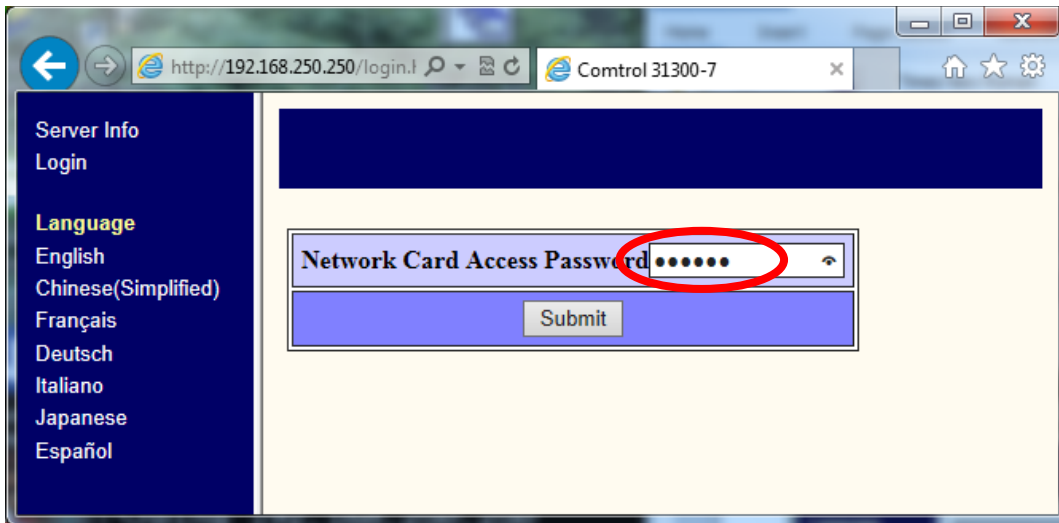 http://192.168.250.250/login.
Comtrol 31300-7
Server Info
Login
Language
English
Chinese(Simplified)
Français
Deutsch
Italiano
Japanese
Español
Network Card Access Password ••••••
Submit